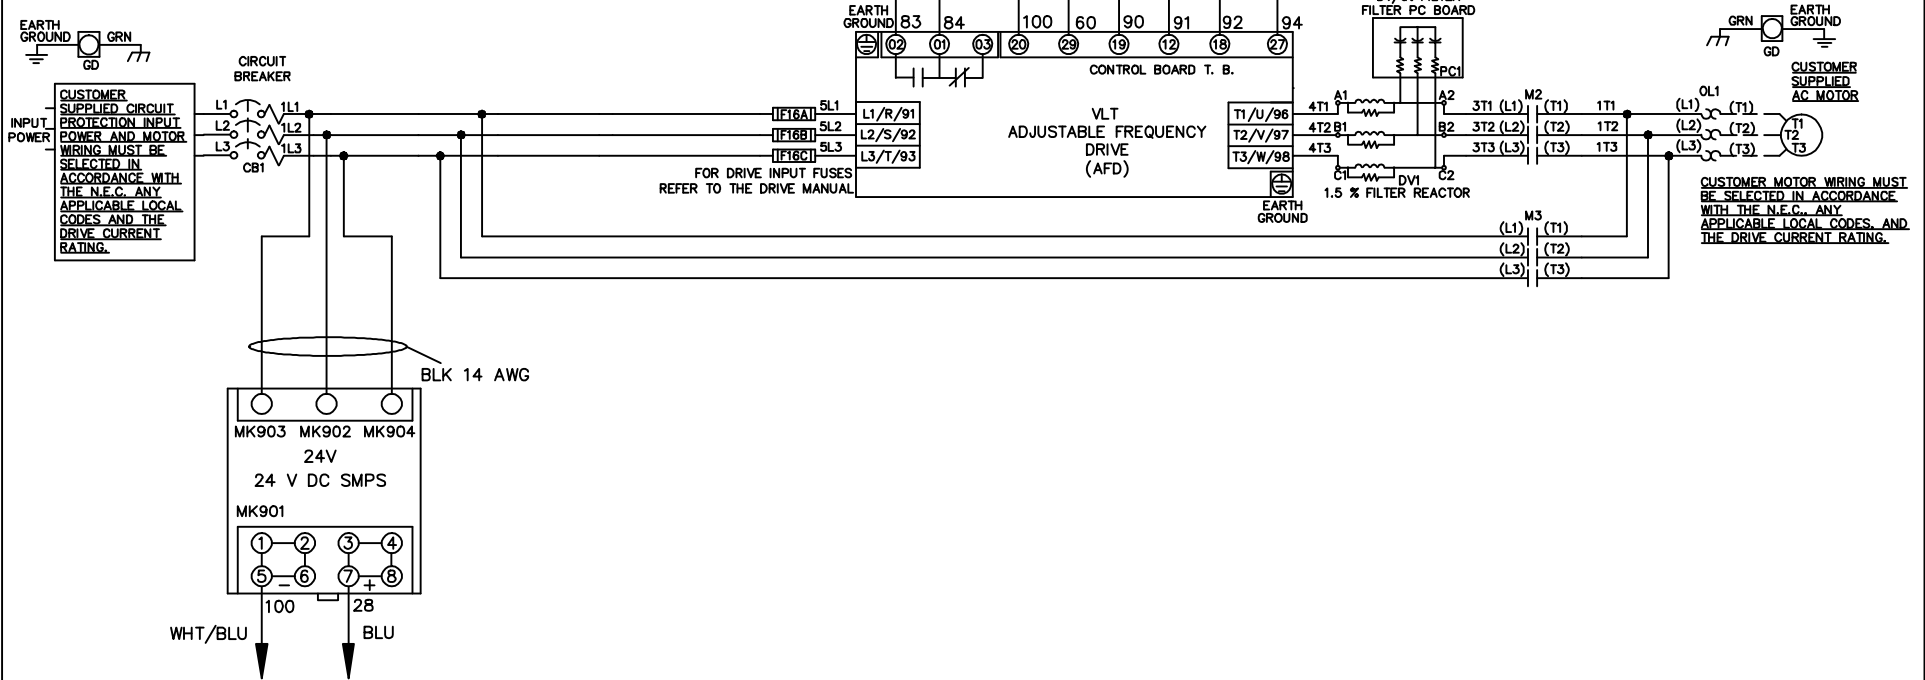 EARTH
GROUND
GRN
GD
CIRCUIT
BREAKER
INPUT
POWER
CUSTOMER
SUPPLIED CIRCUIT
PROTECTION INPUT
POWER AND MOTOR
WIRING MUST BE
SELECTED IN
ACCORDANCE WITH
THE N.E.C. ANY
APPLICABLE LOCAL
CODES AND THE
DRIVE CURRENT
RATING.
L1
L2
L3
1L1
1L2
1L3
CB1
F16A
F16B
F16C
5L1
5L2
5L3
FOR DRIVE INPUT FUSES
REFER TO THE DRIVE MANUAL
EARTH
GROUND
83 84 100 60 90 91 92 94
02 01 03 20 29 19 12 18 27
CONTROL BOARD T. B.
L1/R/91
L2/S/92
L3/T/93
VLT
ADJUSTABLE FREQUENCY
DRIVE
(AFD)
T1/U/96
T2/V/97
T3/W/98
EARTH
GROUND
FILTER PC BOARD
PC1
4T1 A1 A2
4T2 B1 B2
4T3
C1 C2
DV1
1.5 % FILTER REACTOR
M2
3T1 (L1) (T1) 1T1
3T2 (L2) (T2) 1T2
3T3 (L3) (T3) 1T3
M3
(L1) (T1)
(L2) (T2)
(L3) (T3)
GRN
GD
EARTH
GROUND
CUSTOMER
SUPPLIED
AC MOTOR
OL1
(L1) (T1)
(L2) (T2)
(L3) (T3)
T1
T2
T3
CUSTOMER MOTOR WIRING MUST
BE SELECTED IN ACCORDANCE
WITH THE N.E.C., ANY
APPLICABLE LOCAL CODES, AND
THE DRIVE CURRENT RATING.
BLK 14 AWG
MK903 MK902 MK904
24V
24 V DC SMPS
MK901
1 2 3 4
5 6 7 8
− +
100 28
WHT/BLU BLU